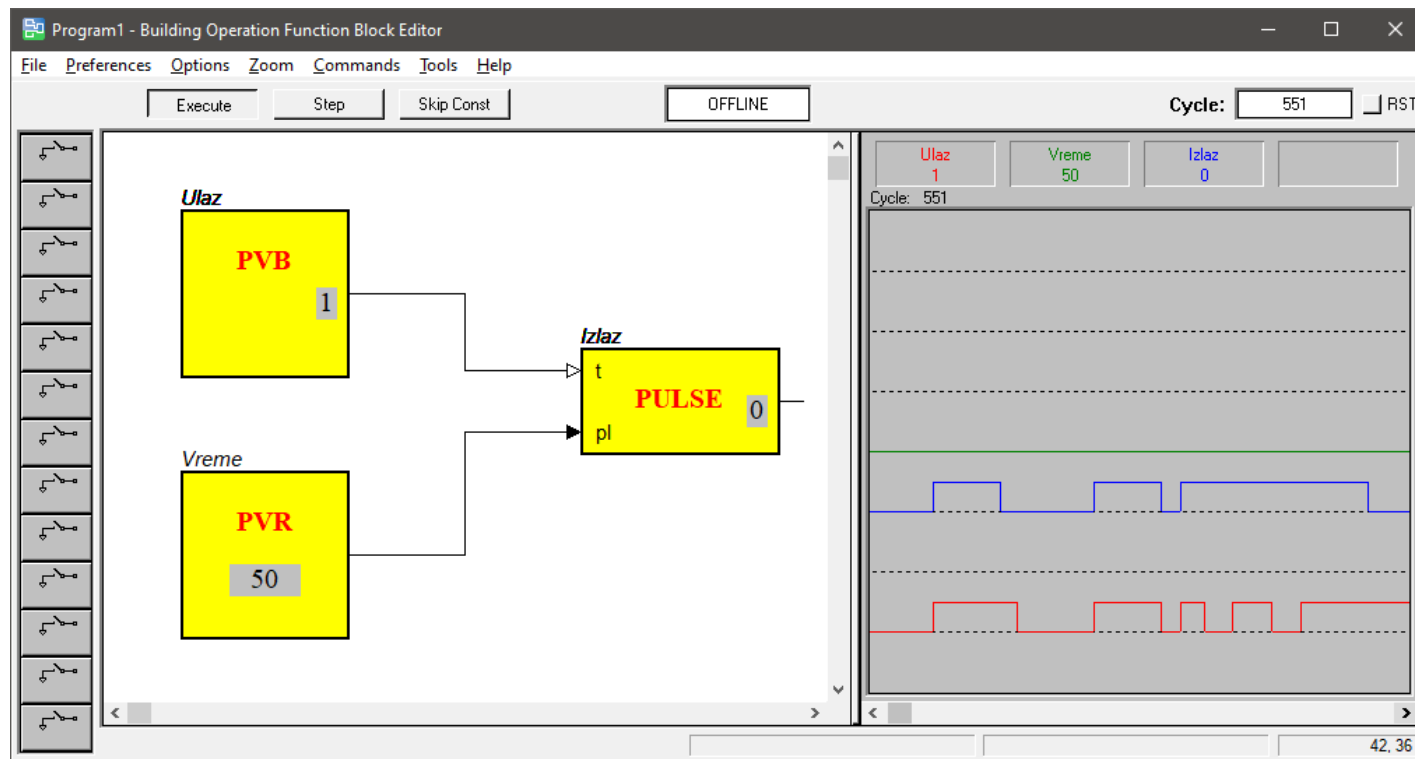 Program1 - Building Operation Function Block Editor
File Preferences Options Zoom Commands Tools Help
Execute Step Skip Const OFFLINE Cycle: 551 RST
Ulaz
PVB
1
Vreme
PVR
50
Izlaz
t
PULSE
0
pl
Ulaz Vreme Izlaz
1 50 0
Cycle: 551
42, 36